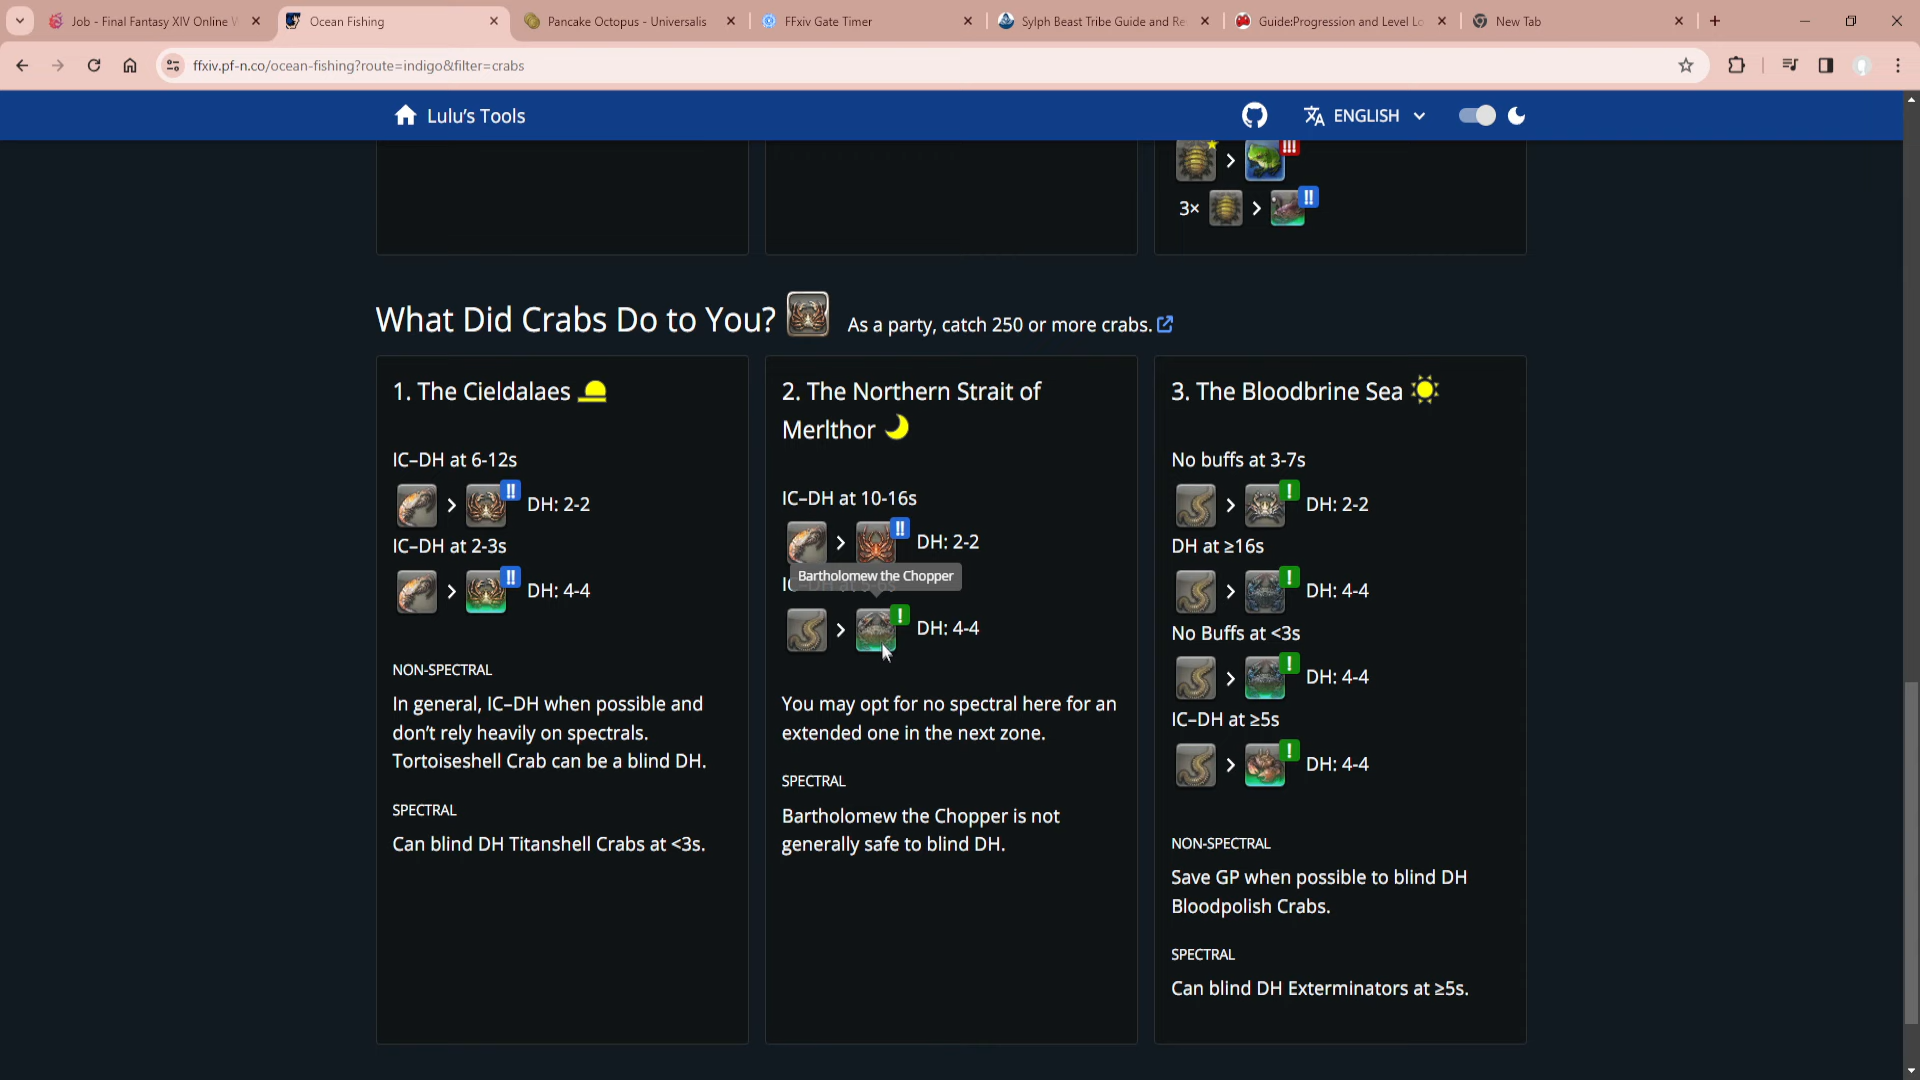 Job - Final Fantasy XIV Online W
Ocean Fishing
Pancake Octopus - Universalis
FFxiv Gate Timer
Sylph Beast Tribe Guide and Re
Guide:Progression and Level Lo
New Tab
ffxiv.pf-n.co/ocean-fishing?route=indigo&filter=crabs
Lulu's Tools
ENGLISH
!!!
3×
!!
What Did Crabs Do to You?
As a party, catch 250 or more crabs.
1. The Cieldalaes
IC–DH at 6-12s
!! DH: 2-2
IC–DH at 2-3s
!! DH: 4-4
NON-SPECTRAL
In general, IC–DH when possible and
don't rely heavily on spectrals.
Tortoiseshell Crab can be a blind DH.
SPECTRAL
Can blind DH Titanshell Crabs at <3s.
2. The Northern Strait of
Merlthor
IC–DH at 10-16s
!! DH: 2-2
Bartholomew the Chopper
! DH: 4-4
You may opt for no spectral here for an
extended one in the next zone.
SPECTRAL
Bartholomew the Chopper is not
generally safe to blind DH.
3. The Bloodbrine Sea
No buffs at 3-7s
! DH: 2-2
DH at ≥16s
! DH: 4-4
No Buffs at <3s
! DH: 4-4
IC–DH at ≥5s
! DH: 4-4
NON-SPECTRAL
Save GP when possible to blind DH
Bloodpolish Crabs.
SPECTRAL
Can blind DH Exterminators at ≥5s.